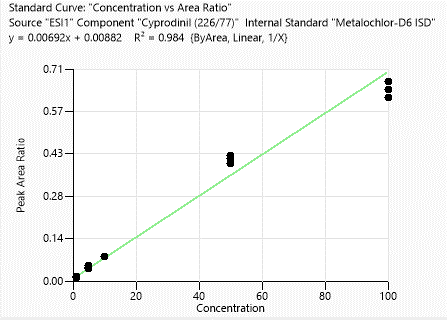 Standard Curve: "Concentration vs Area Ratio"
Source "ESI1" Component "Cyprodinil (226/77)" Internal Standard "Metalochlor-D6 ISD"
y = 0.00692x + 0.00882 R² = 0.984 {ByArea, Linear, 1/X}
0.71
0.57
0.43
0.28
0.14
0.00
Peak Area Ratio
0 20 40 60 80 100
Concentration